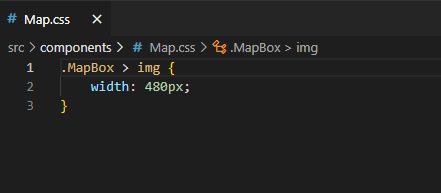 # Map.css ×
src > components > # Map.css > .MapBox > img
1 .MapBox > img {
2     width: 480px;
3 }